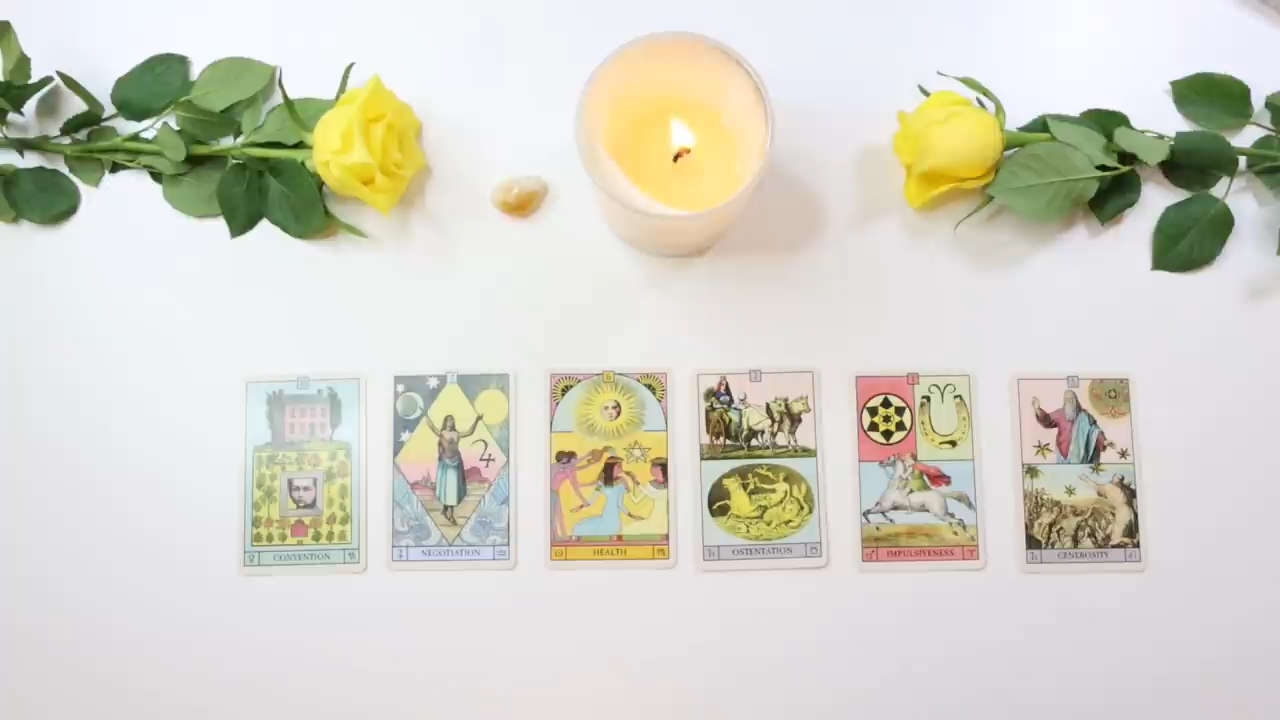 CONVENTION
NEGOTIATION
HEALTH
OSTENTATION
IMPULSIVENESS
GENEROSITY